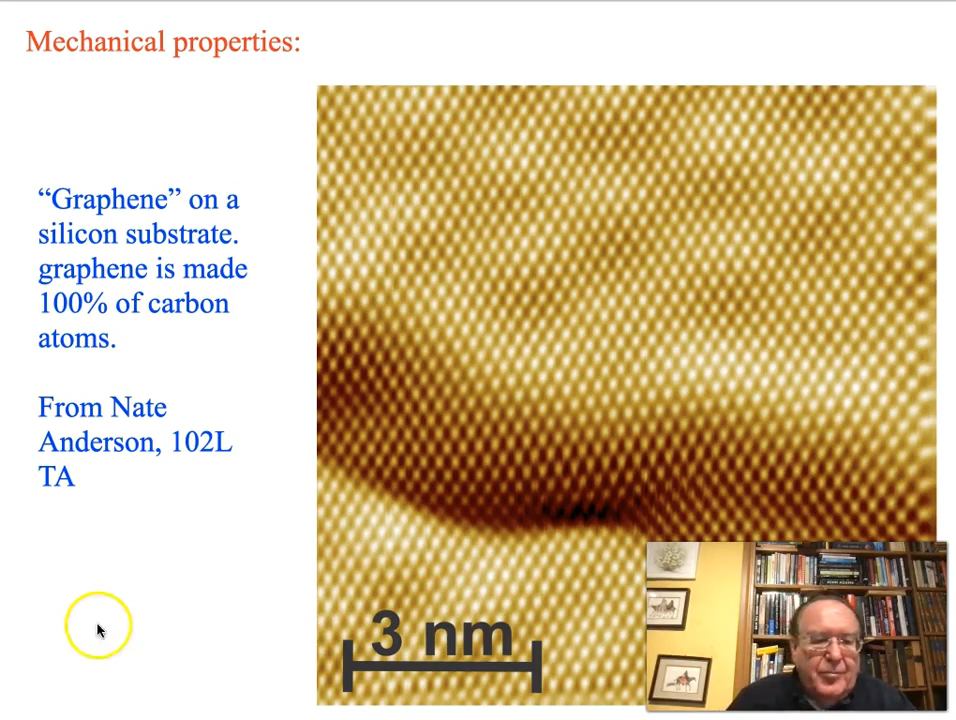 Mechanical properties:
“Graphene” on a
silicon substrate.
graphene is made
100% of carbon
atoms.
From Nate
Anderson, 102L
TA
3 nm